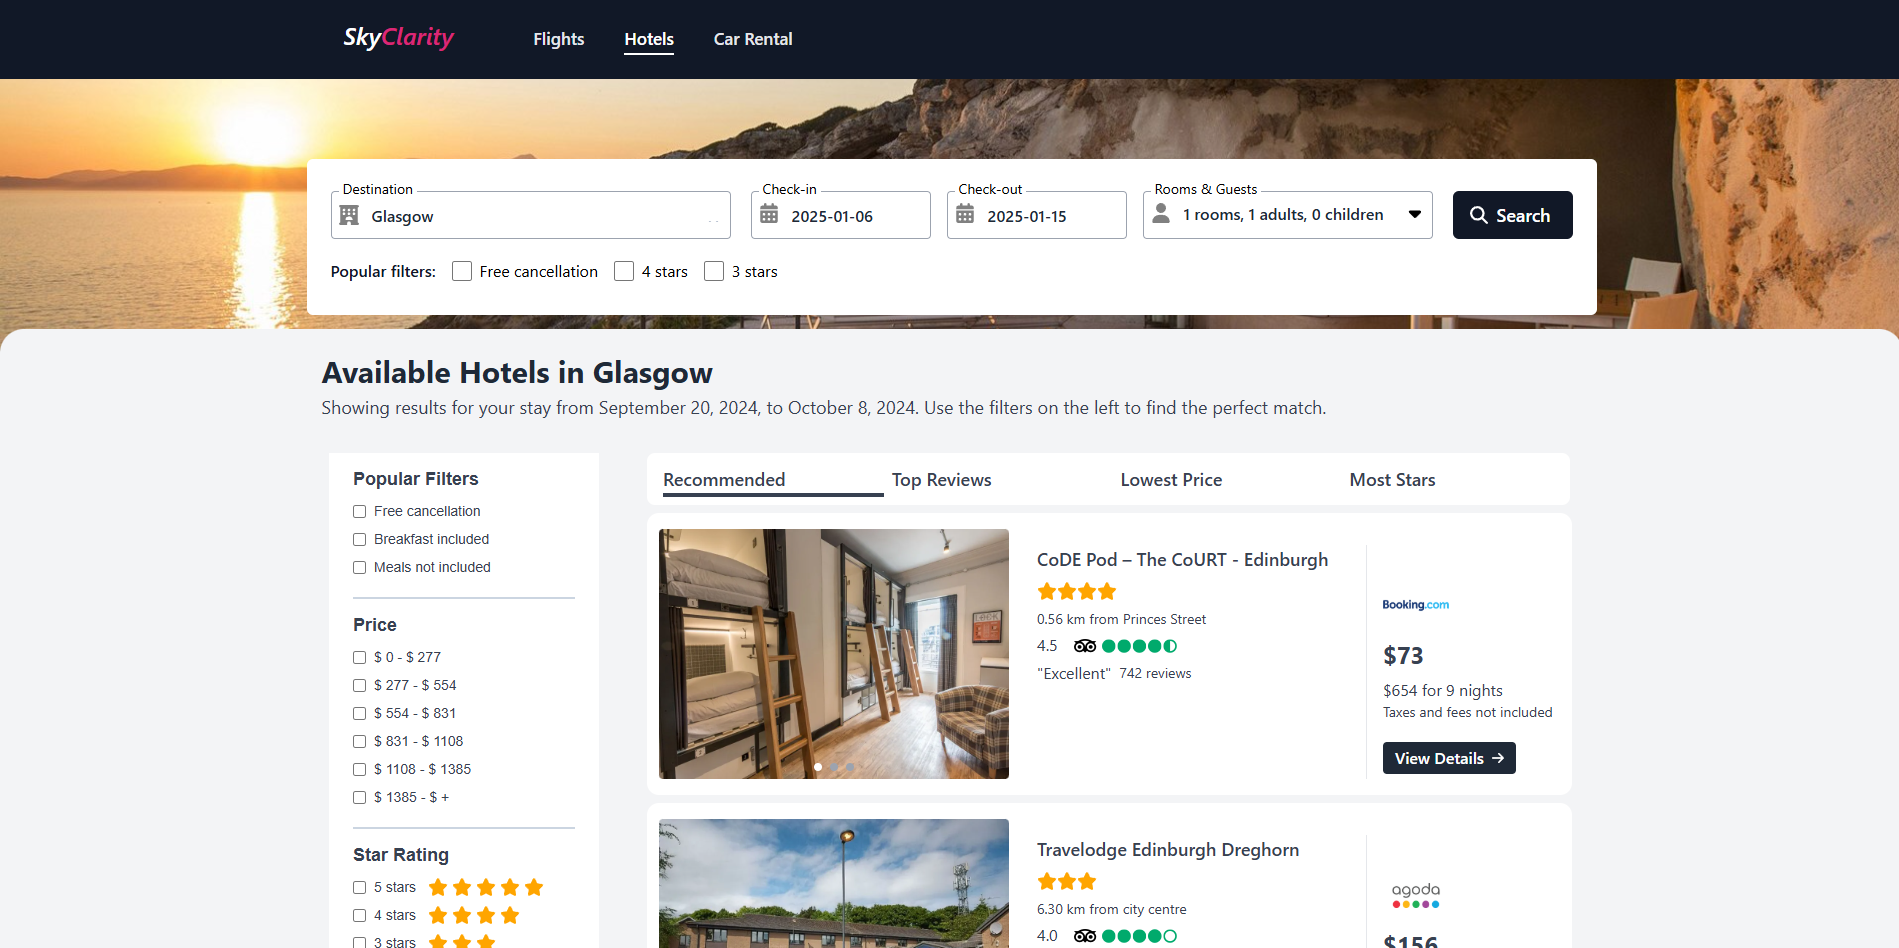 SkyClarity
Flights
Hotels
Car Rental
Destination
Glasgow
Check-in
2025-01-06
Check-out
2025-01-15
Rooms & Guests
1 rooms, 1 adults, 0 children
Search
Popular filters:
Free cancellation
4 stars
3 stars
Available Hotels in Glasgow
Showing results for your stay from September 20, 2024, to October 8, 2024. Use the filters on the left to find the perfect match.
Popular Filters
Free cancellation
Breakfast included
Meals not included
Price
$ 0 - $ 277
$ 277 - $ 554
$ 554 - $ 831
$ 831 - $ 1108
$ 1108 - $ 1385
$ 1385 - $ +
Star Rating
5 stars
4 stars
3 stars
Recommended
Top Reviews
Lowest Price
Most Stars
CoDE Pod – The CoURT - Edinburgh
0.56 km from Princes Street
4.5
"Excellent" 742 reviews
Booking.com
$73
$654 for 9 nights
Taxes and fees not included
View Details
Travelodge Edinburgh Dreghorn
6.30 km from city centre
4.0
agoda
$156